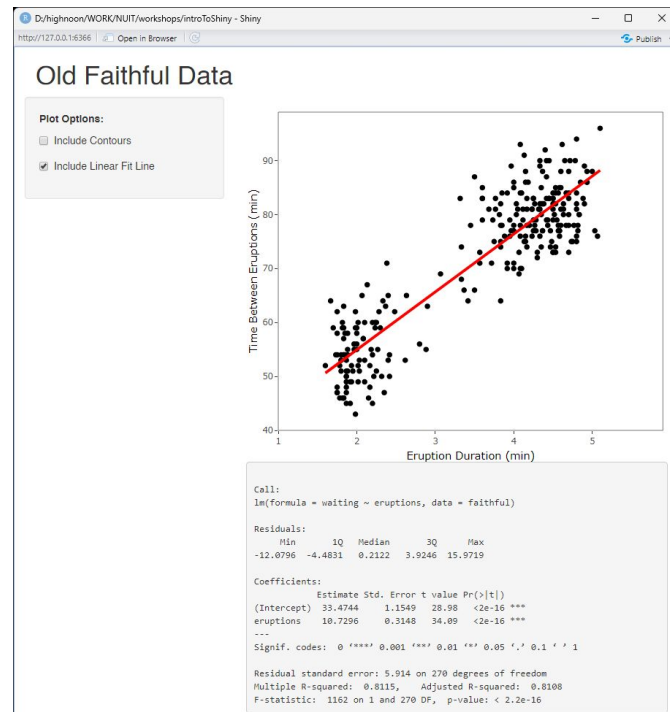 D:/highnoon/WORK/NUIT/workshops/introToShiny - Shiny
http://127.0.0.1:6366 Open in Browser Publish
Old Faithful Data
Plot Options:
Include Contours
Include Linear Fit Line
Time Between Eruptions (min)
90
80
70
60
50
40
1 2 3 4 5
Eruption Duration (min)
Call:
lm(formula = waiting ~ eruptions, data = faithful)
Residuals:
Min 1Q Median 3Q Max
-12.0796 -4.4831 0.2122 3.9246 15.9719
Coefficients:
Estimate Std. Error t value Pr(>|t|)
(Intercept) 33.4744 1.1549 28.98 <2e-16 ***
eruptions 10.7296 0.3148 34.09 <2e-16 ***
---
Signif. codes: 0 ‘***’ 0.001 ‘**’ 0.01 ‘*’ 0.05 ‘.’ 0.1 ‘ ’ 1
Residual standard error: 5.914 on 270 degrees of freedom
Multiple R-squared: 0.8115, Adjusted R-squared: 0.8108
F-statistic: 1162 on 1 and 270 DF, p-value: < 2.2e-16